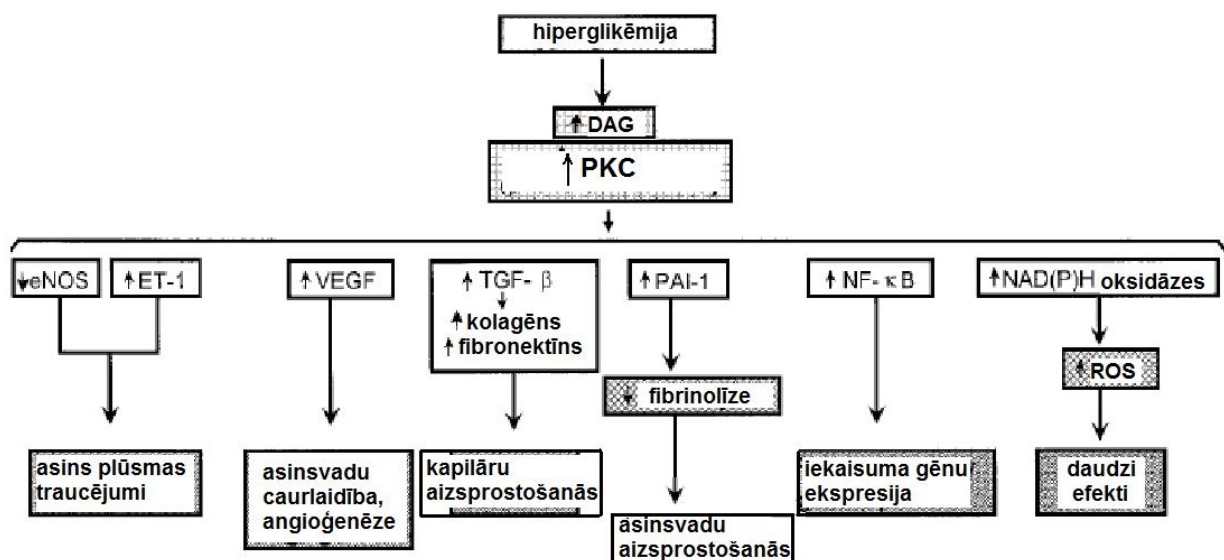 hiperglikēmija
↑ DAG
↑ PKC
↓eNOS
↑ET-1
↑VEGF
↑ TGF- β
↓
↑ kolagēns
↑ fibronektīns
↑ PAI-1
↑ NF-κB
↑NAD(P)H oksidāzes
↓ fibrinolīze
↑ ROS
asins plūsmas
traucējumi
asinsvadu
caurlaidība,
angioģenēze
kapilāru
aizsprostošanās
asinsvadu
aizsprostošanās
iekaisuma gēnu
ekspresija
daudzi
efekti